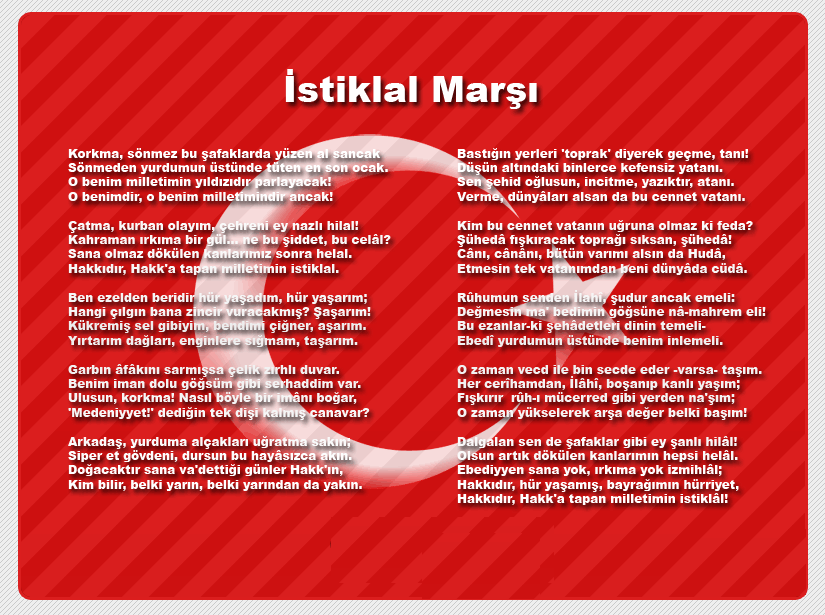 İstiklal Marşı
Korkma, sönmez bu şafaklarda yüzen al sancak
Sönmeden yurdumun üstünde tüten en son ocak.
O benim milletimin yıldızıdır parlayacak!
O benimdir, o benim milletimindir ancak!
Çatma, kurban olayım, çehreni ey nazlı hilal!
Kahraman ırkıma bir gül... ne bu şiddet, bu celâl?
Sana olmaz dökülen kanlarımız sonra helal.
Hakkıdır, Hakk'a tapan milletimin istiklal.
Ben ezelden beridir hür yaşadım, hür yaşarım;
Hangi çılgın bana zincir vuracakmış? Şaşarım!
Kükremiş sel gibiyim, bendimi çiğner, aşarım.
Yırtarım dağları, enginlere sığmam, taşarım.
Garbın âfâkını sarmışsa çelik zırhlı duvar.
Benim iman dolu göğsüm gibi serhaddim var.
Ulusun, korkma! Nasıl böyle bir imânı boğar,
'Medeniyyet!' dediğin tek dişi kalmış canavar?
Arkadaş, yurduma alçakları uğratma sakın;
Siper et gövdeni, dursun bu hayâsızca akın.
Doğacaktır sana va'dettiği günler Hakk'ın,
Kim bilir, belki yarın, belki yarından da yakın.
Bastığın yerleri 'toprak' diyerek geçme, tanı!
Düşün altındaki binlerce kefensiz yatanı.
Sen şehid oğlusun, incitme, yazıktır, atanı.
Verme, dünyâları alsan da bu cennet vatanı.
Kim bu cennet vatanın uğruna olmaz ki feda?
Şühedâ fışkıracak toprağı sıksan, şühedâ!
Cânı, cânânı, bütün varımı alsın da Hudâ,
Etmesin tek vatanımdan beni dünyâda cüdâ.
Rûhumun senden İlahî, şudur ancak emeli:
Değmesin ma' bedimin göğsüne nâ-mahrem eli!
Bu ezanlar-ki şehâdetleri dinin temeli-
Ebedî yurdumun üstünde benim inlemeli.
O zaman vecd ile bin secde eder -varsa- taşım.
Her cerîhamdan, İlâhî, boşanıp kanlı yaşım;
Fışkırır rûh-ı mücerred gibi yerden na'şım;
O zaman yükselerek arşa değer belki başım!
Dalgalan sen de şafaklar gibi ey şanlı hilâl!
Olsun artık dökülen kanlarımın hepsi helâl.
Ebediyyen sana yok, ırkıma yok izmihlâl;
Hakkıdır, hür yaşamış, bayrağımın hürriyet,
Hakkıdır, Hakk'a tapan milletimin istiklâl!